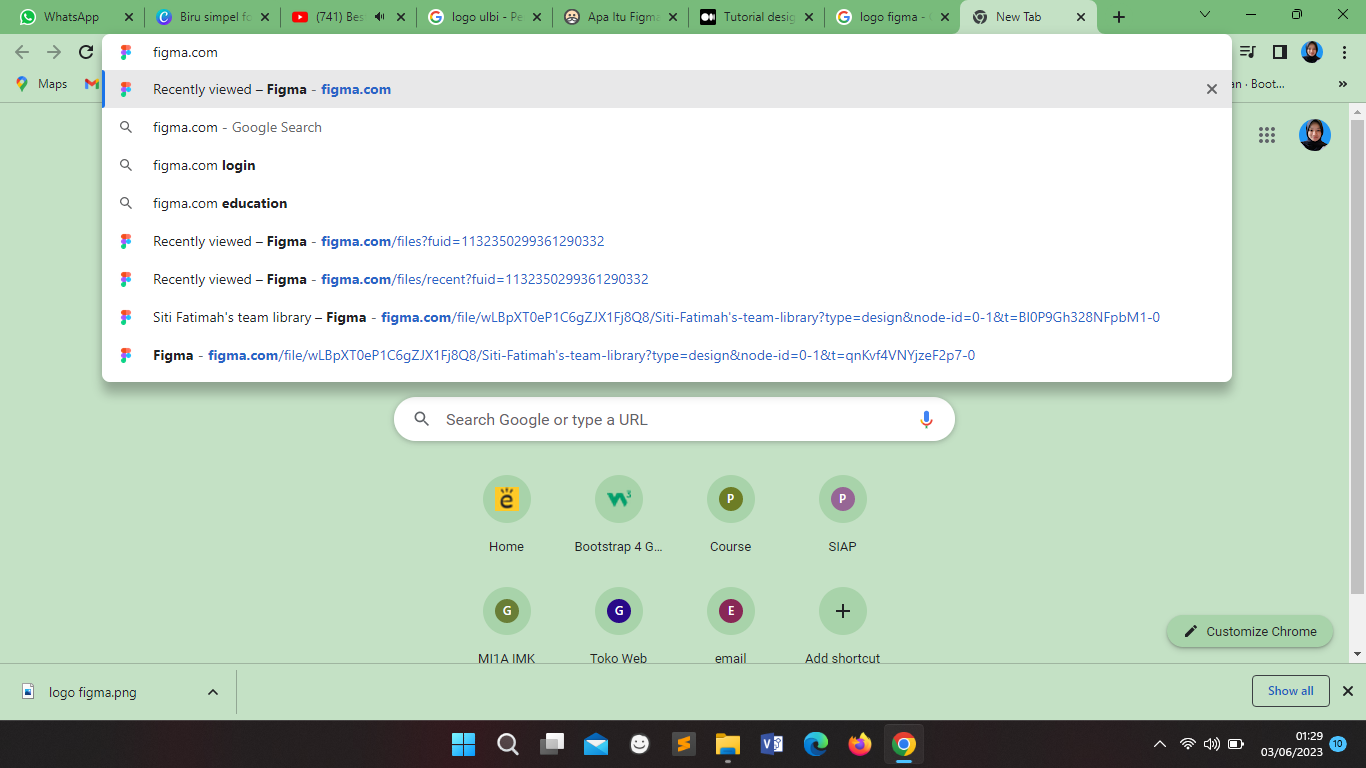 WhatsApp
Biru simpel fo
(741) Bes
logo ulbi - Pe
Apa Itu Figma
Tutorial desig
logo figma -
New Tab
figma.com
Maps
an · Boot...
Recently viewed – Figma - figma.com
figma.com - Google Search
figma.com login
figma.com education
Recently viewed – Figma - figma.com/files?fuid=1132350299361290332
Recently viewed – Figma - figma.com/files/recent?fuid=1132350299361290332
Siti Fatimah's team library – Figma - figma.com/file/wLBpXT0eP1C6gZJX1Fj8Q8/Siti-Fatimah's-team-library?type=design&node-id=0-1&t=BI0P9Gh328NFpbM1-0
Figma - figma.com/file/wLBpXT0eP1C6gZJX1Fj8Q8/Siti-Fatimah's-team-library?type=design&node-id=0-1&t=qnKvf4VNYjzeF2p7-0
Search Google or type a URL
P
P
Home
Bootstrap 4 G...
Course
SIAP
G
G
E
MI1A IMK
Toko Web
email
Add shortcut
Customize Chrome
logo figma.png
Show all
01:29
03/06/2023
10